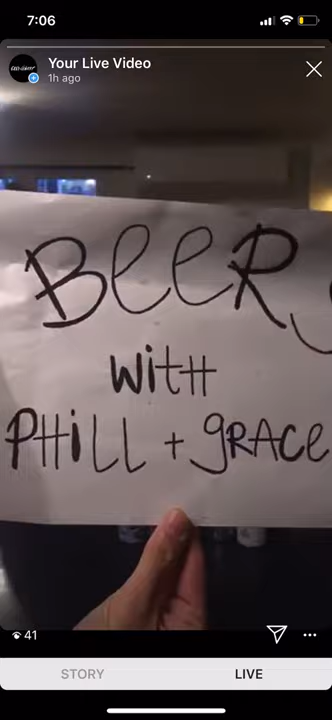 7:06
Your Live Video
1h ago
BeeR
with
PHiLL + gRACe
41
STORY
LIVE